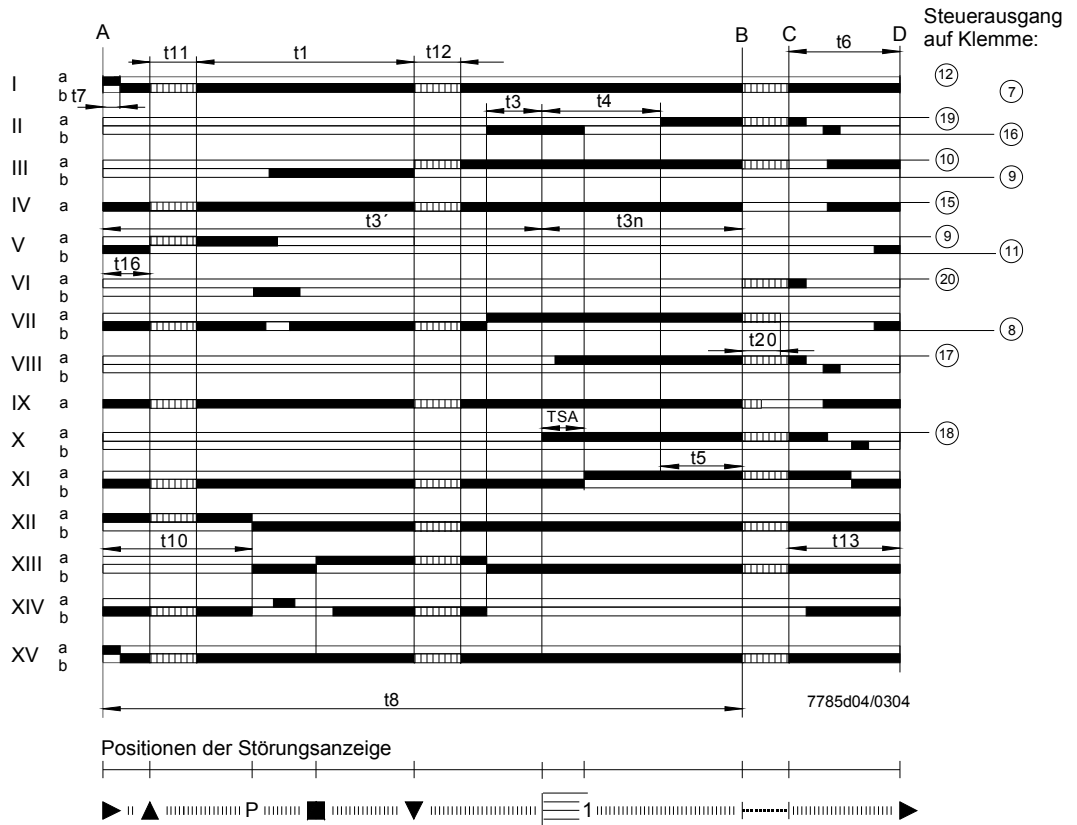 Steuerausgang
auf Klemme:
A B C D
t11 t1 t12 t6
I a b t7 12 7
t3 t4
II a b 19 16
III a b 10 9
IV a 15
t3´ t3n
V a b 9 11
t16
VI a b 20
VII a b 8
t20
VIII a b 17
IX a
TSA
X a b 18
t5
XI a b
XII a b
t10 t13
XIII a b
XIV a b
XV a b
t8
7785d04/0304
Positionen der Störungsanzeige
P 1